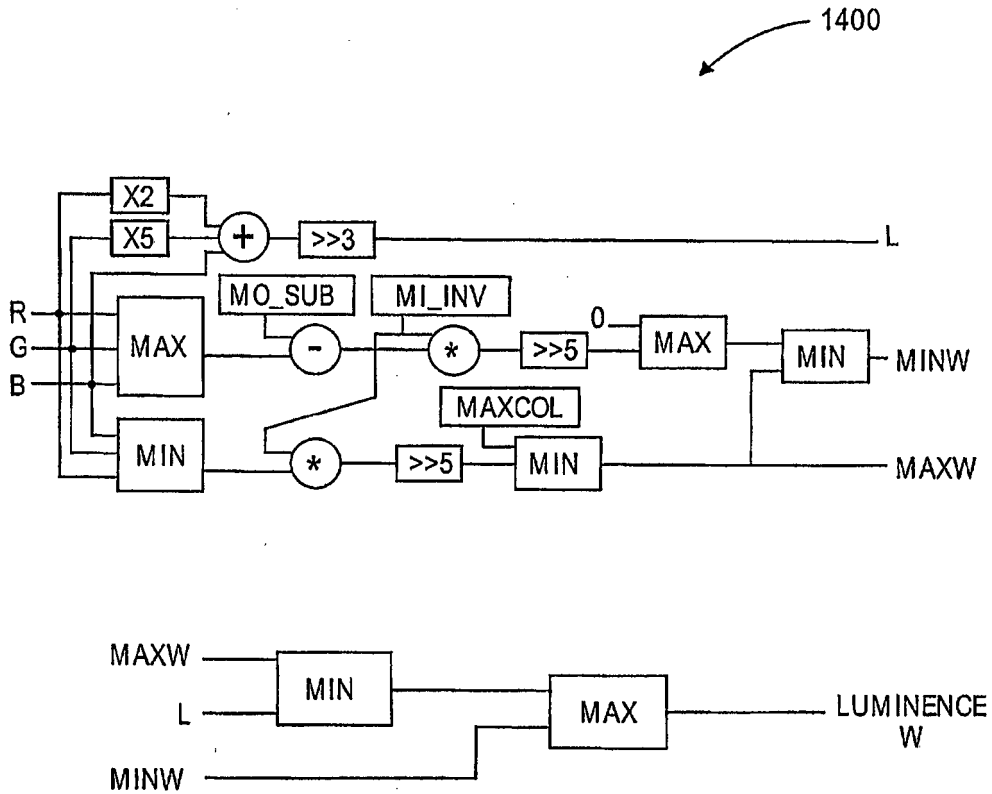 1400
X2
X5
+
>>3
L
MO_SUB
MI_INV
R
G
B
MAX
-
*
>>5
0
MAX
MIN
MINW
MAXCOL
MIN
*
>>5
MIN
MAXW
MAXW
L
MIN
MAX
LUMINENCE
W
MINW